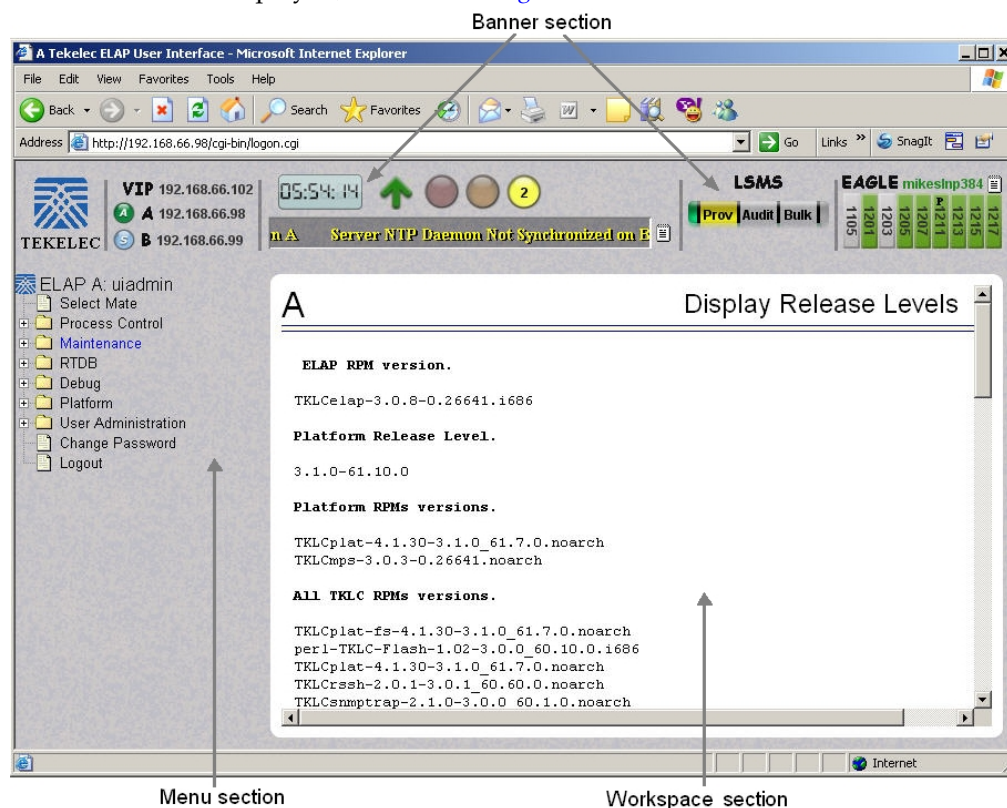 Banner section
A Tekelec ELAP User Interface - Microsoft Internet Explorer
File Edit View Favorites Tools Help
Back Search Favorites
Address http://192.168.66.98/cgi-bin/logon.cgi Go Links » SnagIt
TEKELEC
VIP 192.168.66.102
A A 192.168.66.98
S B 192.168.66.99
05:54:14
2
n A Server NTP Daemon Not Synchronized on B
LSMS
Prov Audit Bulk
EAGLE mikeslnp384
P
1105 1201 1203 1205 1207 1211 1213 1215 1217
ELAP A: uiadmin
Select Mate
Process Control
Maintenance
RTDB
Debug
Platform
User Administration
Change Password
Logout
A Display Release Levels
ELAP RPM version.
TKLCelap-3.0.8-0.26641.i686
Platform Release Level.
3.1.0-61.10.0
Platform RPMs versions.
TKLCplat-4.1.30-3.1.0_61.7.0.noarch
TKLCmps-3.0.3-0.26641.noarch
All TKLC RPMs versions.
TKLCplat-fs-4.1.30-3.1.0_61.7.0.noarch
perl-TKLC-Flash-1.02-3.0.0_60.10.0.i686
TKLCplat-4.1.30-3.1.0_61.7.0.noarch
TKLCrssh-2.0.1-3.0.1_60.60.0.noarch
TKLCsnmptrap-2.1.0-3.0.0_60.1.0.noarch
Internet
Menu section
Workspace section